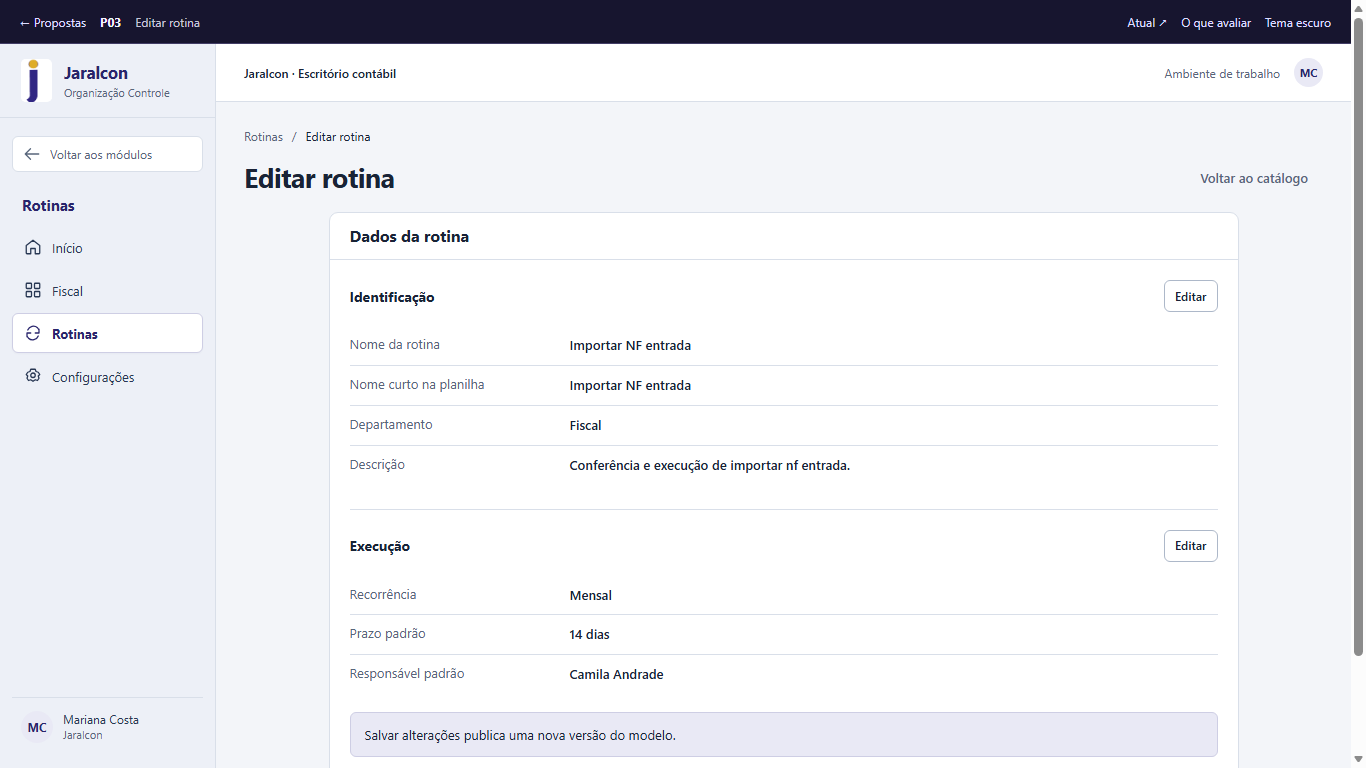 ← Propostas P03 Editar rotina Atual ↗ O que avaliar Tema escuro
Jaralcon
Organização Controle
Jaralcon · Escritório contábil
Ambiente de trabalho MC
Voltar aos módulos
Rotinas
Início
Fiscal
Rotinas
Configurações
Mariana Costa
MC
Jaralcon
Rotinas / Editar rotina
Editar rotina
Voltar ao catálogo
Dados da rotina
Identificação Editar
Nome da rotina Importar NF entrada
Nome curto na planilha Importar NF entrada
Departamento Fiscal
Descrição Conferência e execução de importar nf entrada.
Execução Editar
Recorrência Mensal
Prazo padrão 14 dias
Responsável padrão Camila Andrade
Salvar alterações publica uma nova versão do modelo.